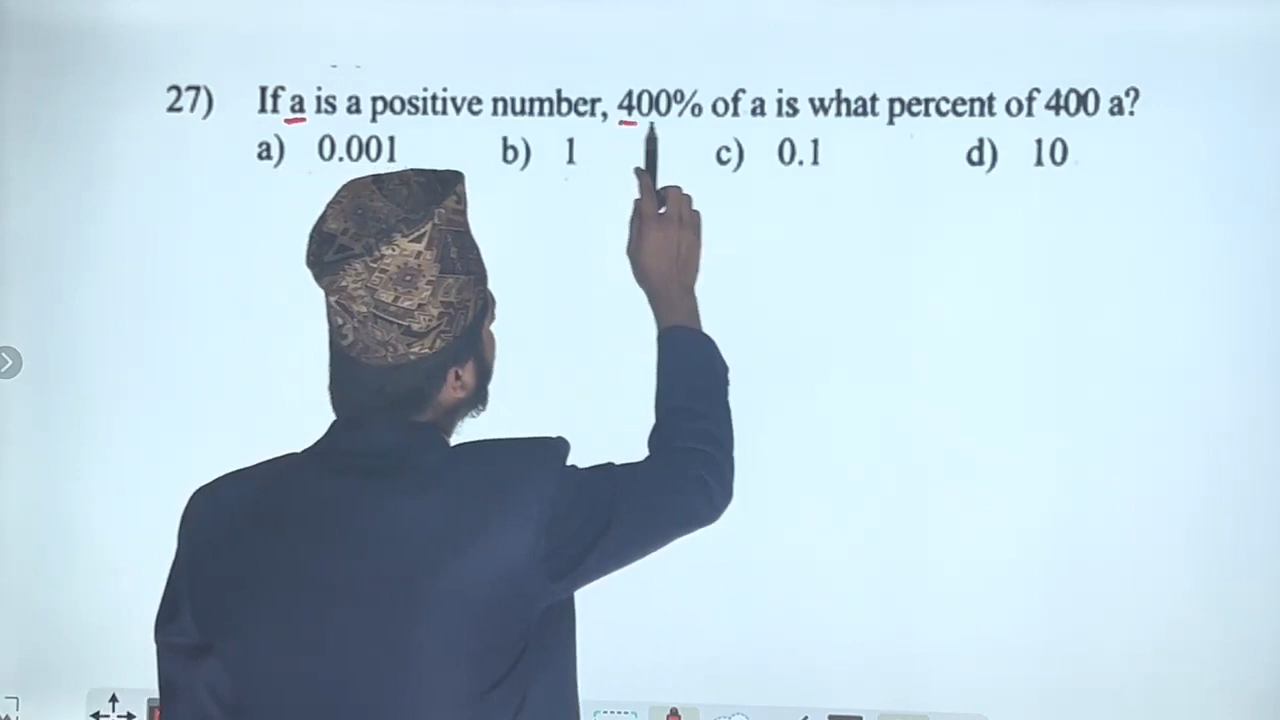 27) If a is a positive number, 400% of a is what percent of 400 a?
a) 0.001 b) 1 c) 0.1 d) 10